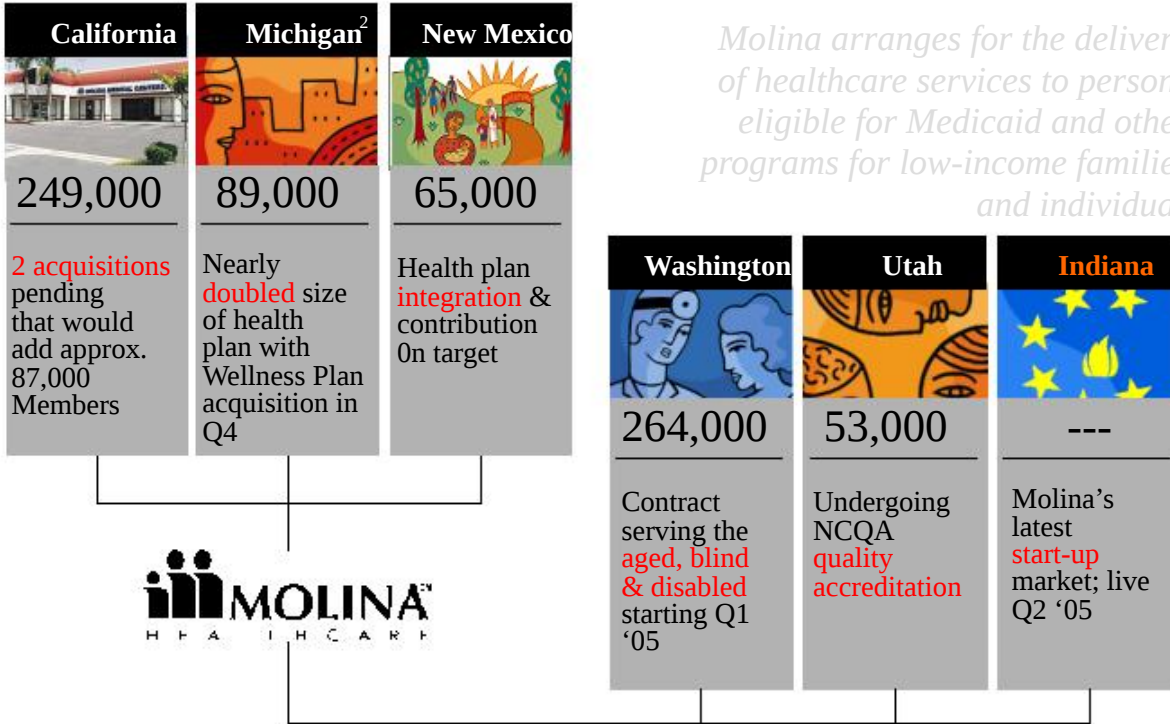 California
249,000
2 acquisitions
pending
that would
add approx.
87,000
Members
Michigan2
89,000
Nearly
doubled size
of health
plan with
Wellness Plan
acquisition in
Q4
New Mexico
65,000
Health plan
integration &
contribution
0n target
Molina arranges for the deliver
of healthcare services to person
eligible for Medicaid and othe
programs for low-income familie
and individua
Washington
264,000
Contract
serving the
aged, blind
& disabled
starting Q1
‘05
Utah
53,000
Undergoing
NCQA
quality
accreditation
Indiana
---
Molina’s
latest
start-up
market; live
Q2 ‘05
MOLINA
HEALTHCARE